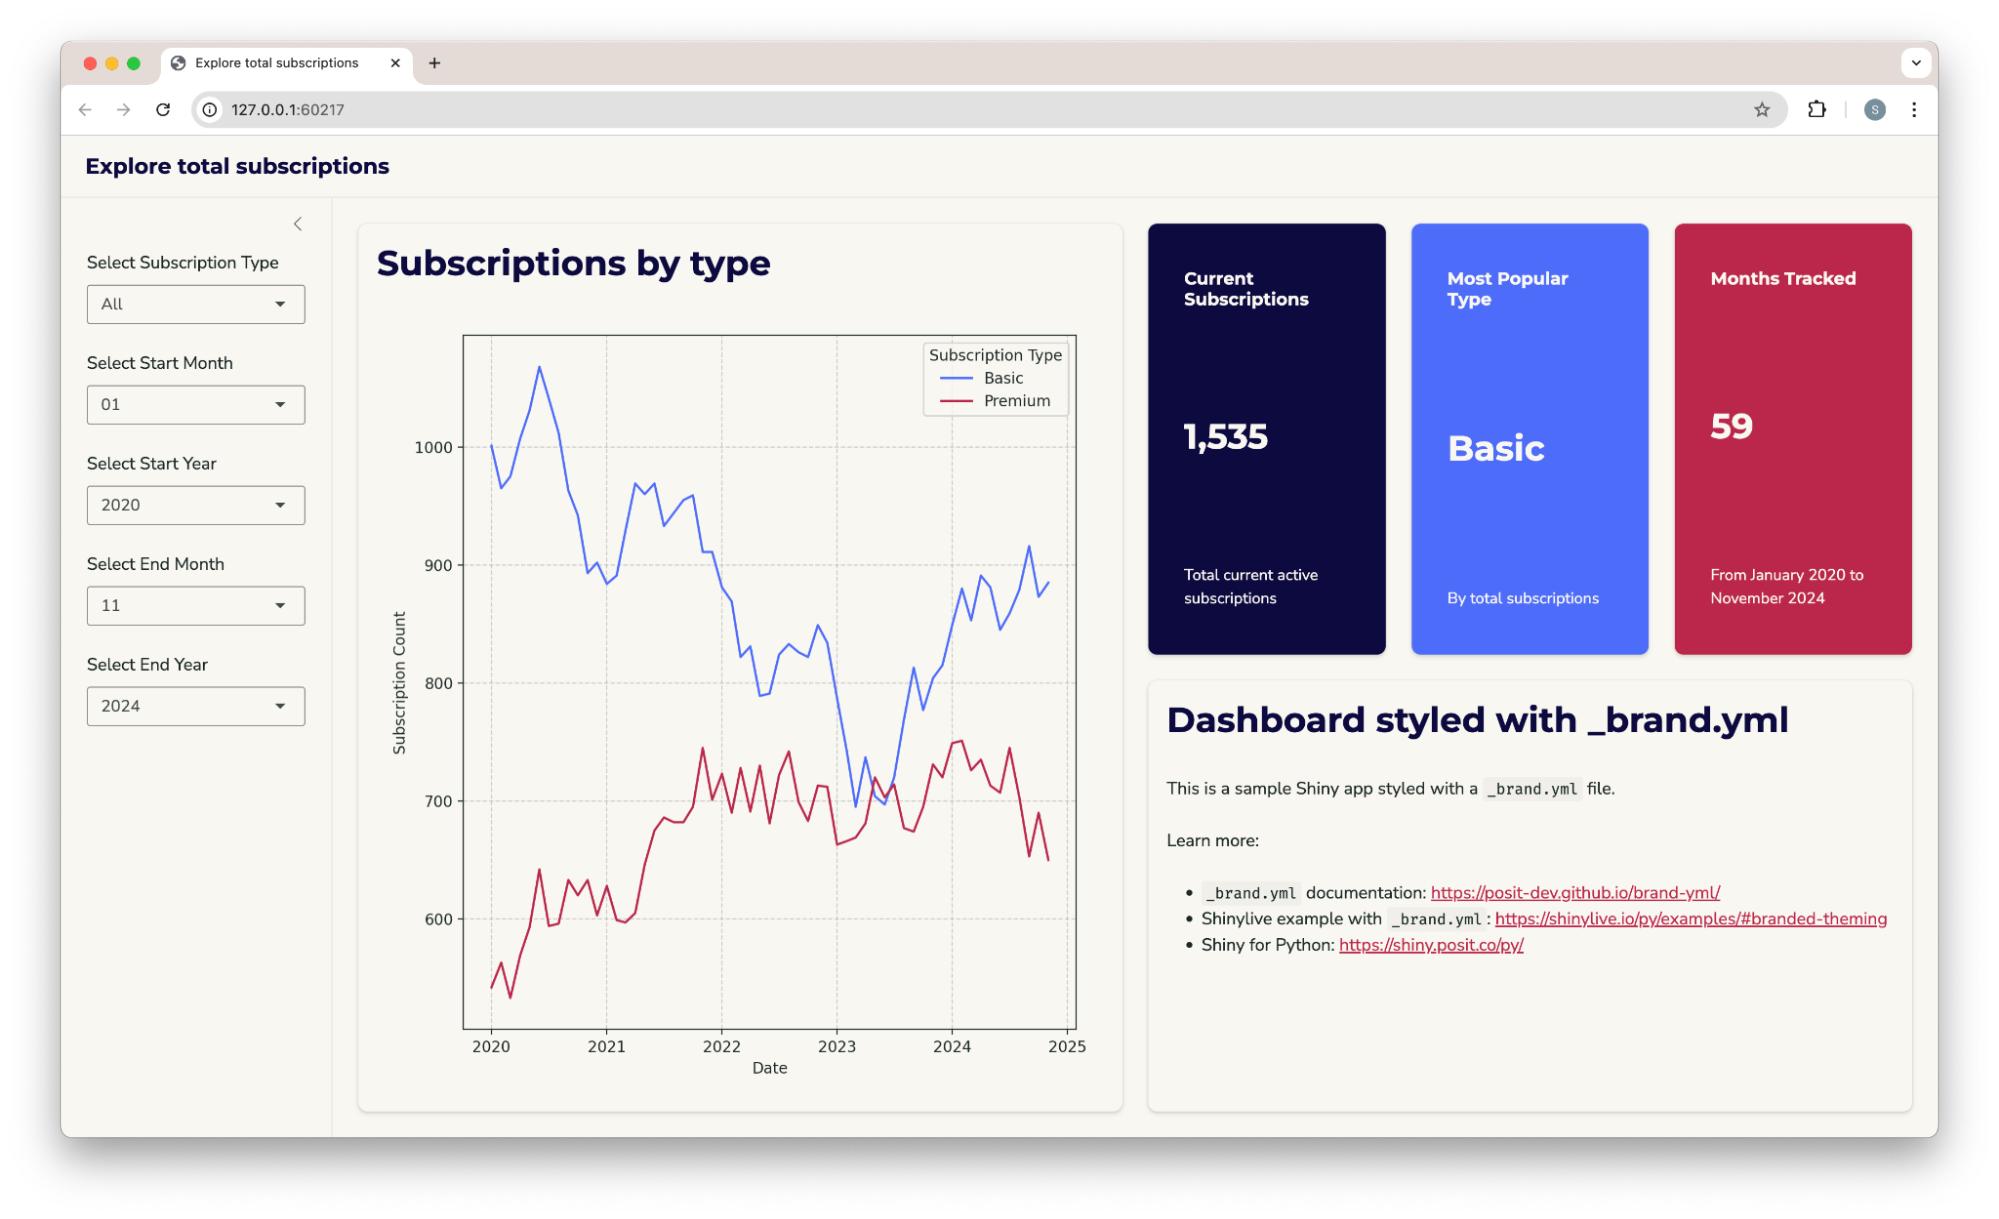 Explore total subscriptions
127.0.0.1:60217
S
Explore total subscriptions
Select Subscription Type
All
Select Start Month
01
Select Start Year
2020
Select End Month
11
Select End Year
2024
Subscriptions by type
Subscription Type
Basic
Premium
1000
900
800
700
600
Subscription Count
2020 2021 2022 2023 2024 2025
Date
Current
Subscriptions
1,535
Total current active
subscriptions
Most Popular
Type
Basic
By total subscriptions
Months Tracked
59
From January 2020 to
November 2024
Dashboard styled with _brand.yml
This is a sample Shiny app styled with a _brand.yml file.
Learn more:
• _brand.yml documentation: https://posit-dev.github.io/brand-yml/
• Shinylive example with _brand.yml: https://shinylive.io/py/examples/#branded-theming
• Shiny for Python: https://shiny.posit.co/py/